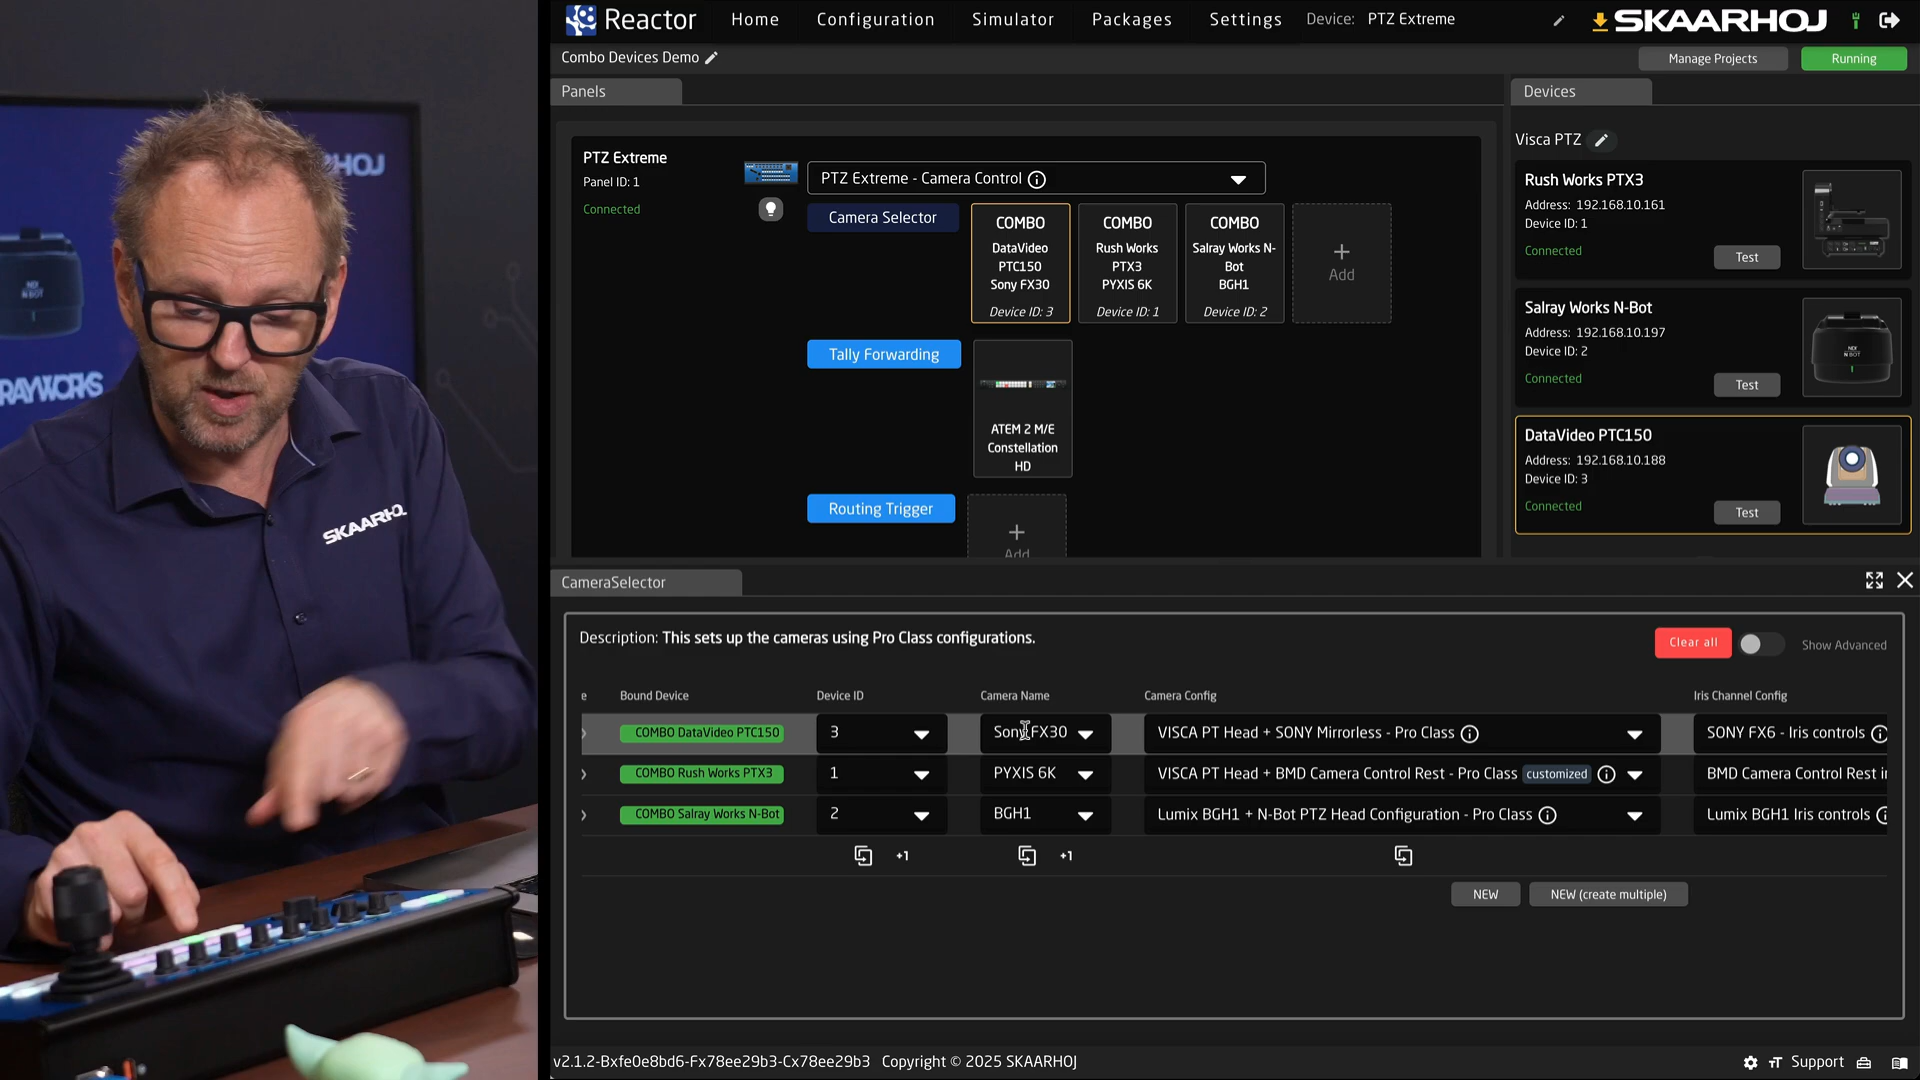 Reactor
Home
Configuration
Simulator
Packages
Settings
Device: PTZ Extreme
SKAARHOJ
Combo Devices Demo
Manage Projects
Running
Panels
PTZ Extreme
Panel ID: 1
Connected
PTZ Extreme - Camera Control
Camera Selector
COMBO
DataVideo
PTC150
Sony FX30
Device ID: 3
COMBO
Rush Works
PTX3
PYXIS 6K
Device ID: 1
COMBO
Salray Works N-
Bot
BGH1
Device ID: 2
+
Add
Tally Forwarding
ATEM 2 M/E
Constellation
HD
Routing Trigger
+
Add
Devices
Visca PTZ
Rush Works PTX3
Address: 192.168.10.161
Device ID: 1
Connected
Test
Salray Works N-Bot
Address: 192.168.10.197
Device ID: 2
Connected
Test
NDI
N BOT
DataVideo PTC150
Address: 192.168.10.188
Device ID: 3
Connected
Test
CameraSelector
Description: This sets up the cameras using Pro Class configurations.
Clear all
Show Advanced
e Bound Device Device ID Camera Name Camera Config Iris Channel Config
COMBO DataVideo PTC150 3 Sony FX30 VISCA PT Head + SONY Mirrorless - Pro Class SONY FX6 - Iris controls
COMBO Rush Works PTX3 1 PYXIS 6K VISCA PT Head + BMD Camera Control Rest - Pro Class customized BMD Camera Control Rest i
COMBO Salray Works N-Bot 2 BGH1 Lumix BGH1 + N-Bot PTZ Head Configuration - Pro Class Lumix BGH1 Iris controls
+1 +1
NEW
NEW (create multiple)
v2.1.2-Bxfe0e8bd6-Fx78ee29b3-Cx78ee29b3 Copyright © 2025 SKAARHOJ
Support
RHOJ
NDI
N BOT
RAYWORKS
SKAARHOJ